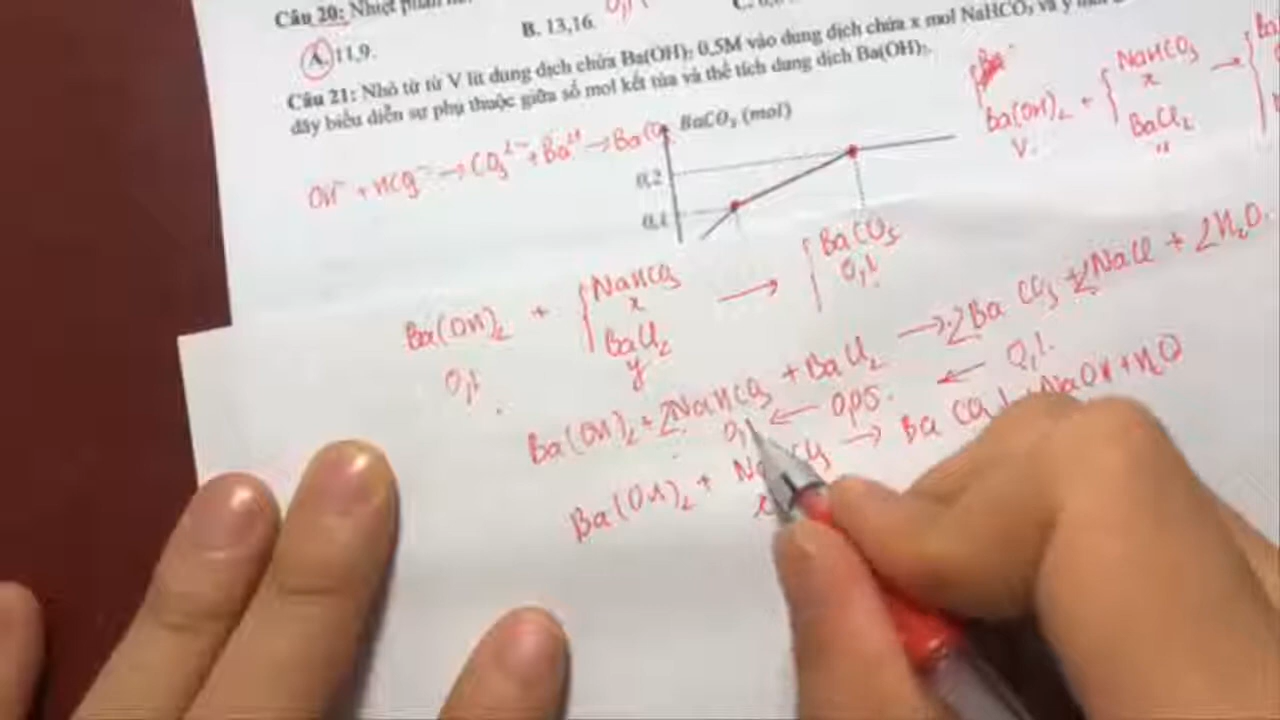 Câu 20: Nhiệt phân
A. 11,9.
B. 13,16.
Câu 21: Nhỏ từ từ V lít dung dịch chứa Ba(OH)₂ 0,5M vào dung dịch chứa x mol NaHCO₃ và y mol
đây biểu diễn sự phụ thuộc giữa số mol kết tủa và thể tích dung dịch Ba(OH)₂.
OH⁻ + HCO₃⁻ → CO₃²⁻ + Ba²⁺ →
BaCO₃ (mol)
0,2
0,1
Ba(OH)₂ + NaHCO₃ →
V x
BaCl₂
Ba(OH)₂ + NaHCO₃ → BaCO₃
0,1 x 0,1
BaCl₂
y
Ba(OH)₂ + 2NaHCO₃ + BaCl₂ → 2BaCO₃ + 2NaCl + 2H₂O.
← 0,05 ← 0,1
Ba(OH)₂ + → NaOH + H₂O